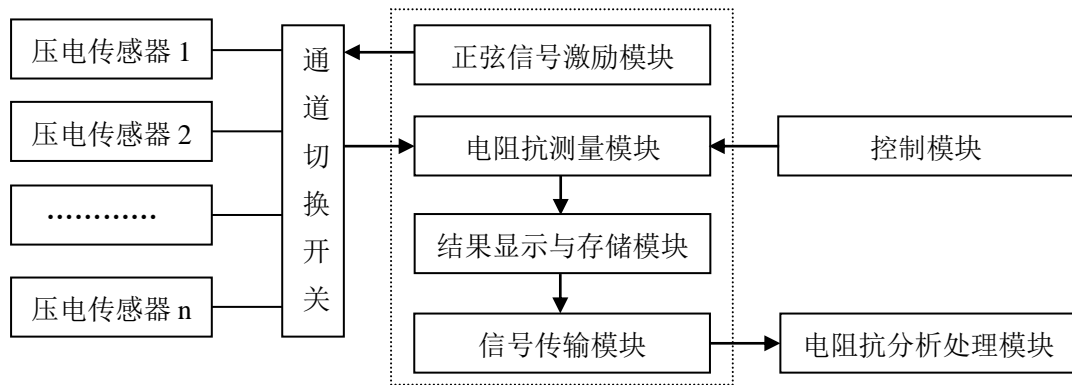 压电传感器 1
压电传感器 2
…………
压电传感器 n
通道切换开关
正弦信号激励模块
电阻抗测量模块
结果显示与存储模块
信号传输模块
控制模块
电阻抗分析处理模块